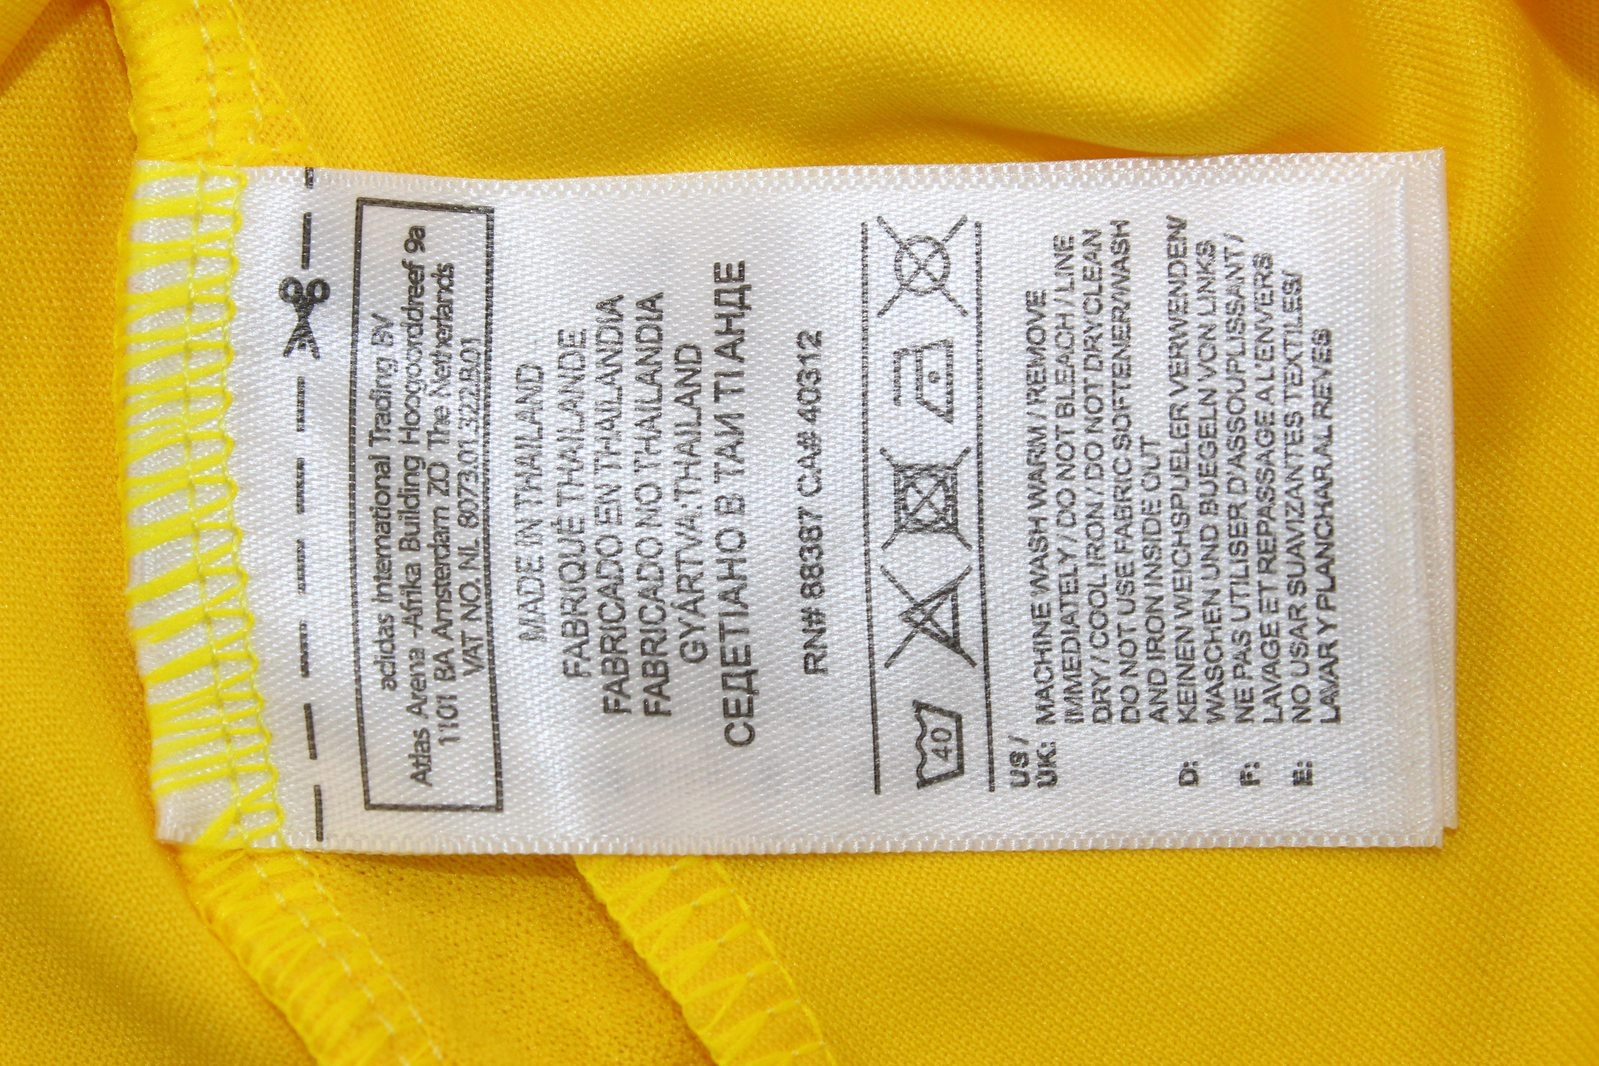 adidas International Trading BV
Atlas Arena -Afrika Building Hoogoorddreef 9a
1101 BA Amsterdam ZO The Netherlands
VAT NO. NL 8073.01.322.B.01
MADE IN THAILAND
FABRIQUÉ THAILANDE
FABRICADO EN THAILANDIA
FABRICADO NO THAILANDIA
GYÁRTVA:THAILAND
СЕДЕТІАНО В ТАИ ТІАНДЕ
RN# 88387 CA# 40312
40
US / UK: MACHINE WASH WARM / REMOVE
IMMEDIATELY / DO NOT BLEACH / LINE
DRY / COOL IRON / DO NOT DRYCLEAN
DO NOT USE FABRIC SOFTENER/WASH
AND IRON INSIDE OUT
D: KEINEN WEICHSPUELER VERWENDEN/
WASCHEN UND BUEGELN VON LINKS
F: NE PAS UTILISER D'ASSOUPLISSANT /
LAVAGE ET REPASSAGE A L'ENVERS
E: NO USAR SUAVIZANTES TEXTILES/
LAVAR Y PLANCHAR AL REVES